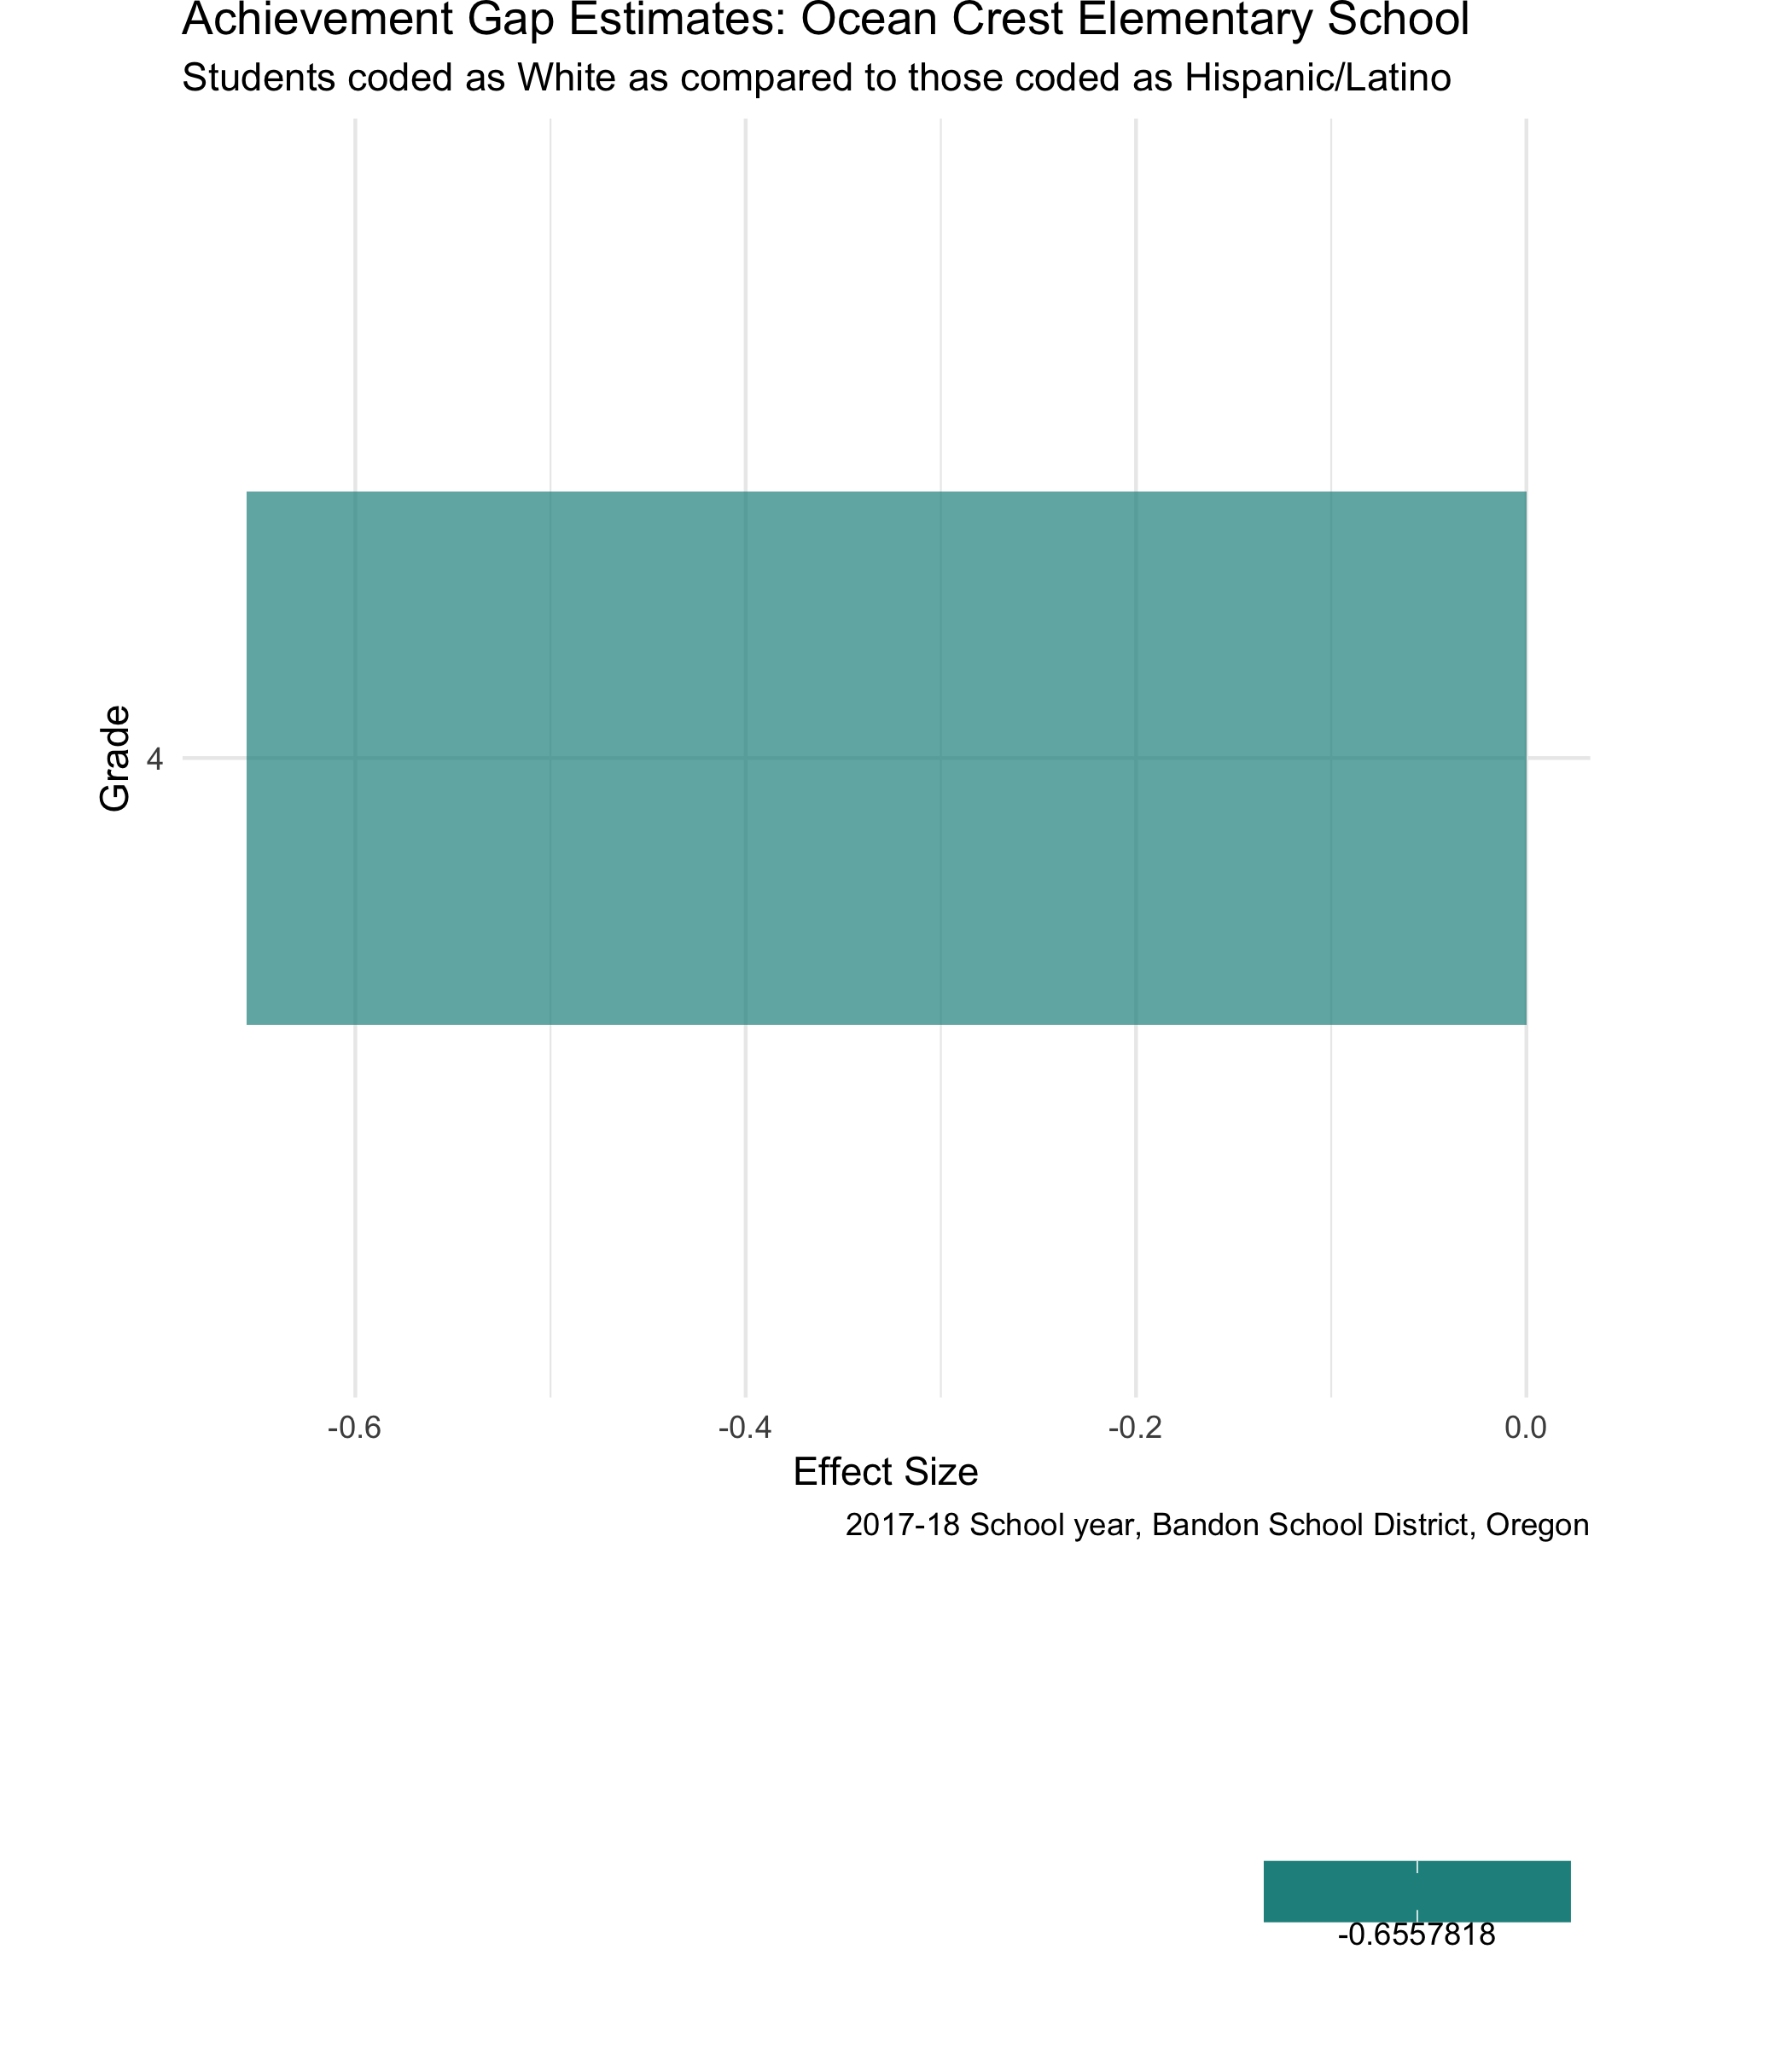 Achievement Gap Estimates: Ocean Crest Elementary School
Students coded as White as compared to those coded as Hispanic/Latino
Grade
4
-0.6 -0.4 -0.2 0.0
Effect Size
2017-18 School year, Bandon School District, Oregon
-0.6557818